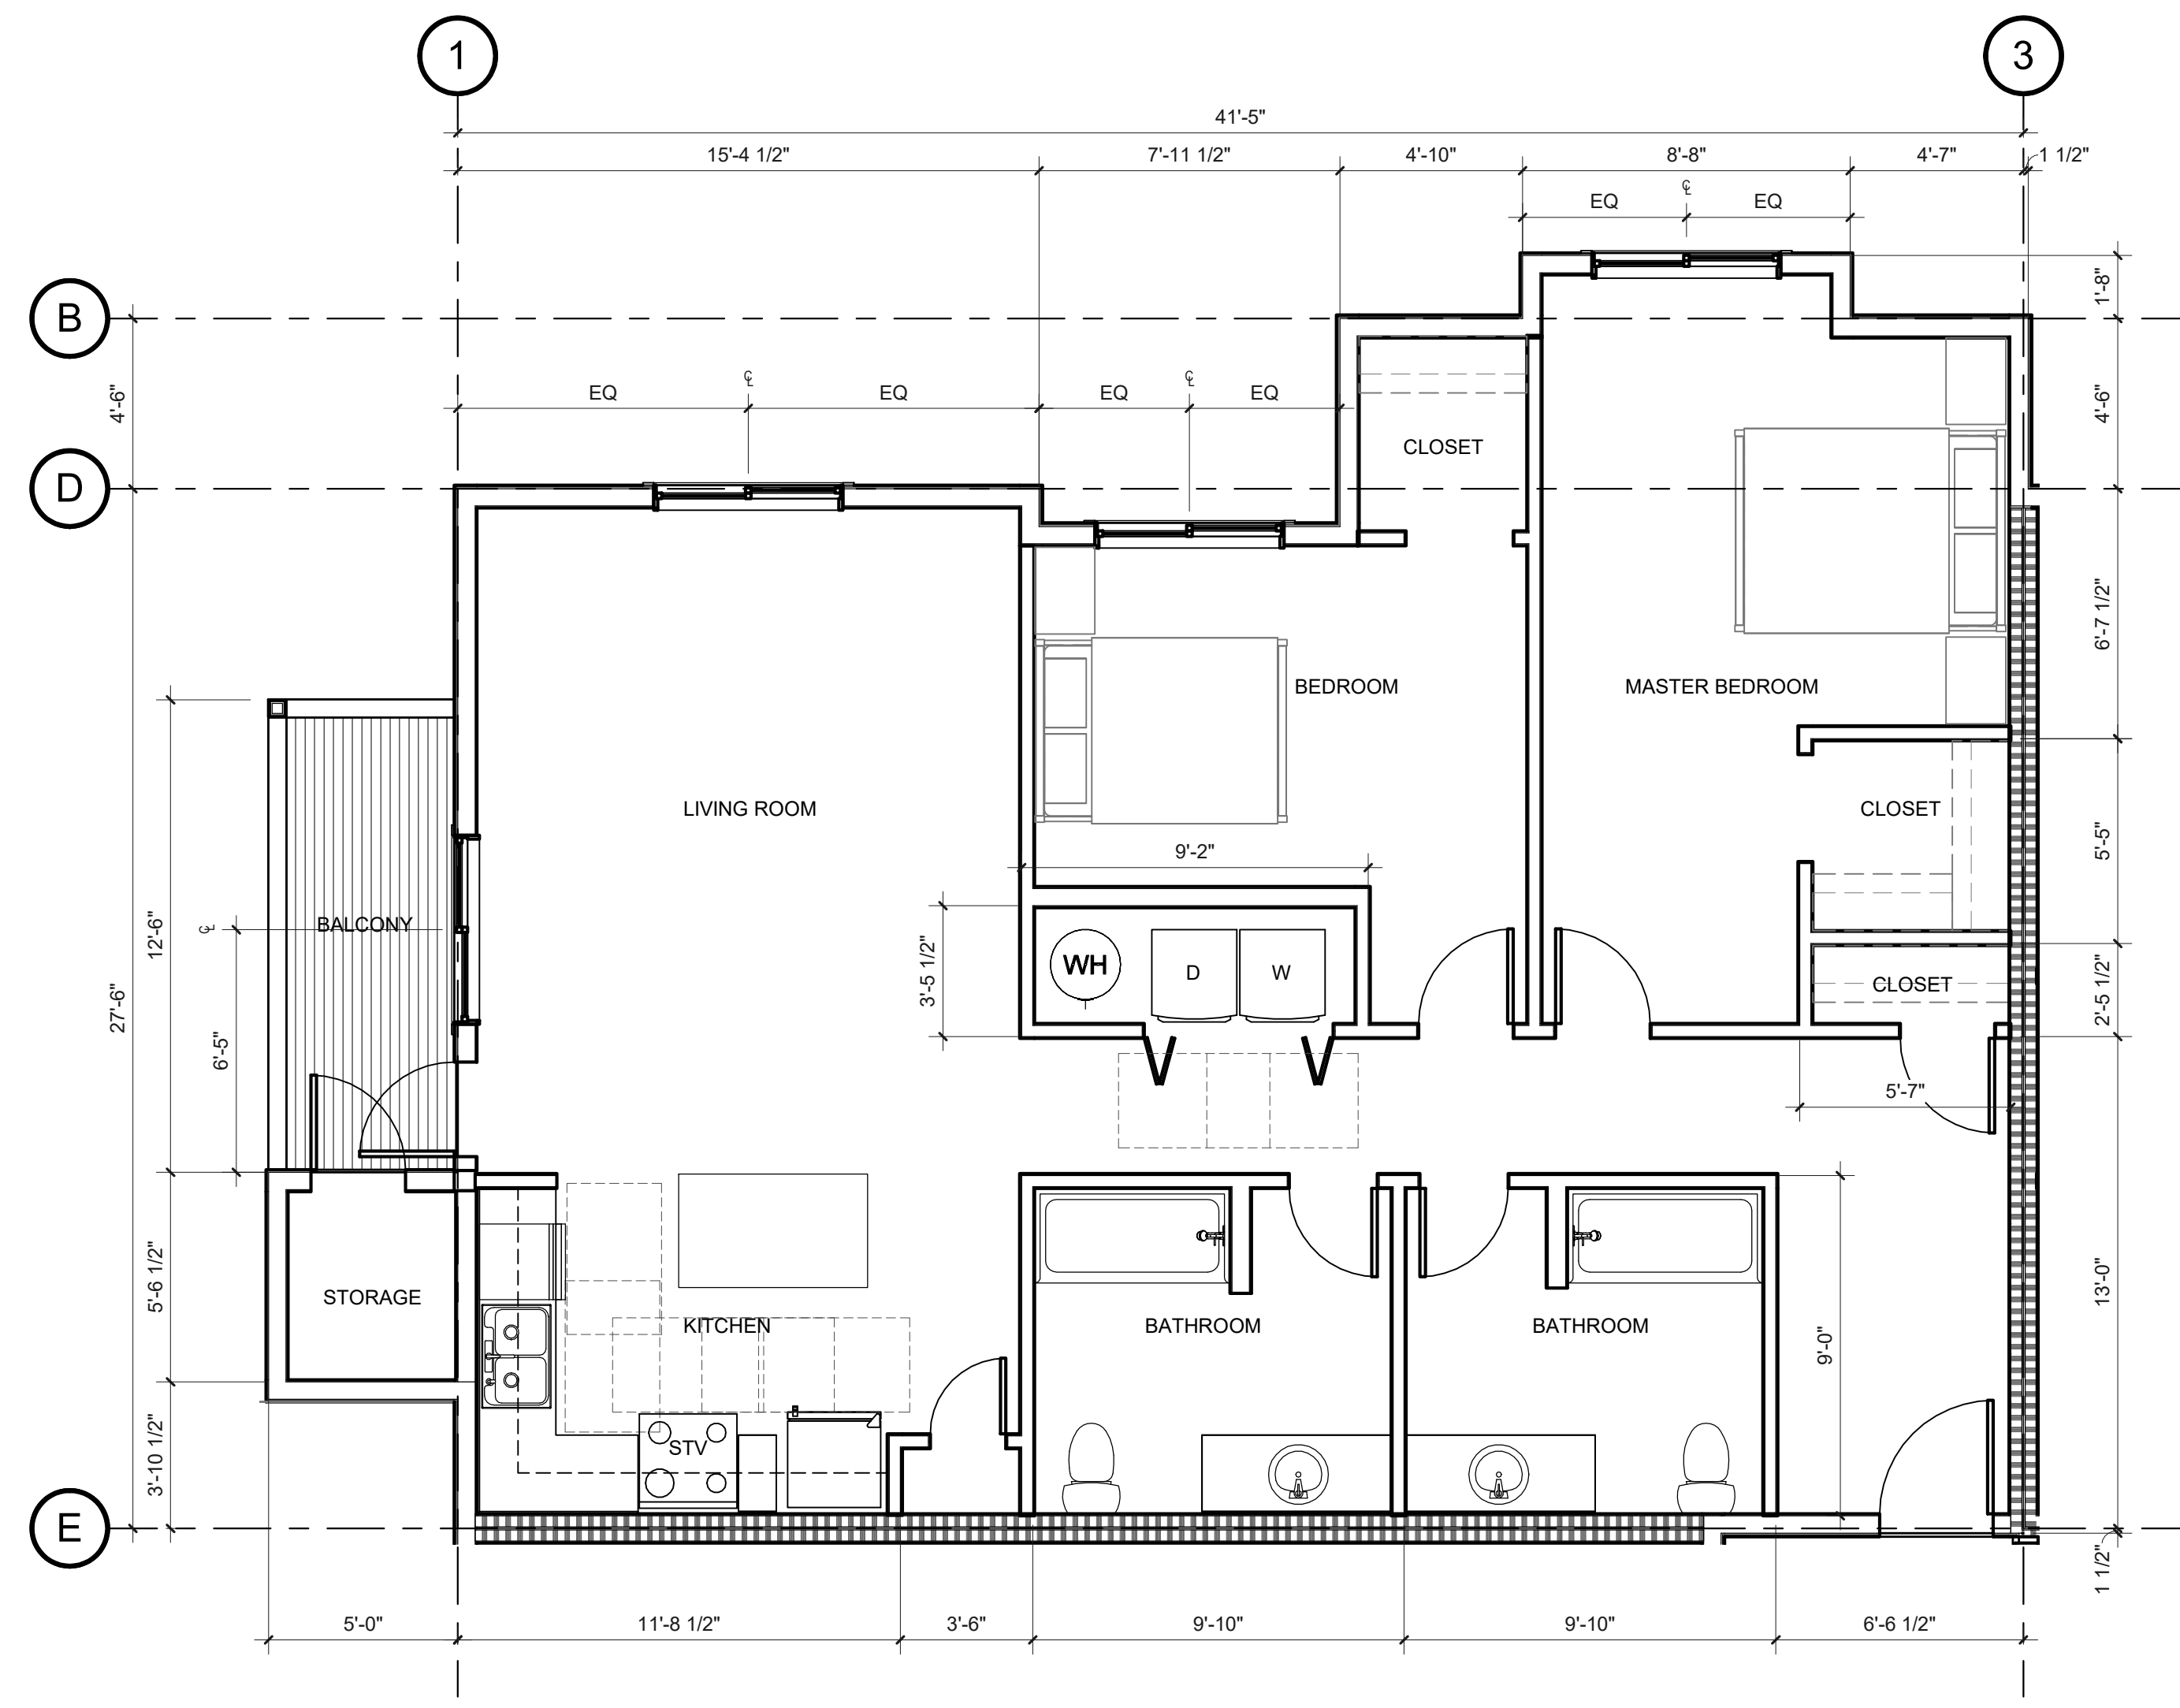 1
3
41'-5"
15'-4 1/2"
7'-11 1/2"
4'-10"
8'-8"
4'-7"
1 1/2"
EQ
℄
EQ
1'-8"
B
4'-6"
EQ
℄
EQ
EQ
℄
EQ
4'-6"
CLOSET
D
6'-7 1/2"
BEDROOM
MASTER BEDROOM
LIVING ROOM
CLOSET
5'-5"
9'-2"
BALCONY
℄
12'-6"
27'-6"
6'-5"
3'-5 1/2"
WH
D
W
CLOSET
2'-5 1/2"
5'-7"
STORAGE
5'-6 1/2"
KITCHEN
BATHROOM
BATHROOM
9'-0"
13'-0"
STV
3'-10 1/2"
E
1 1/2"
5'-0"
11'-8 1/2"
3'-6"
9'-10"
9'-10"
6'-6 1/2"